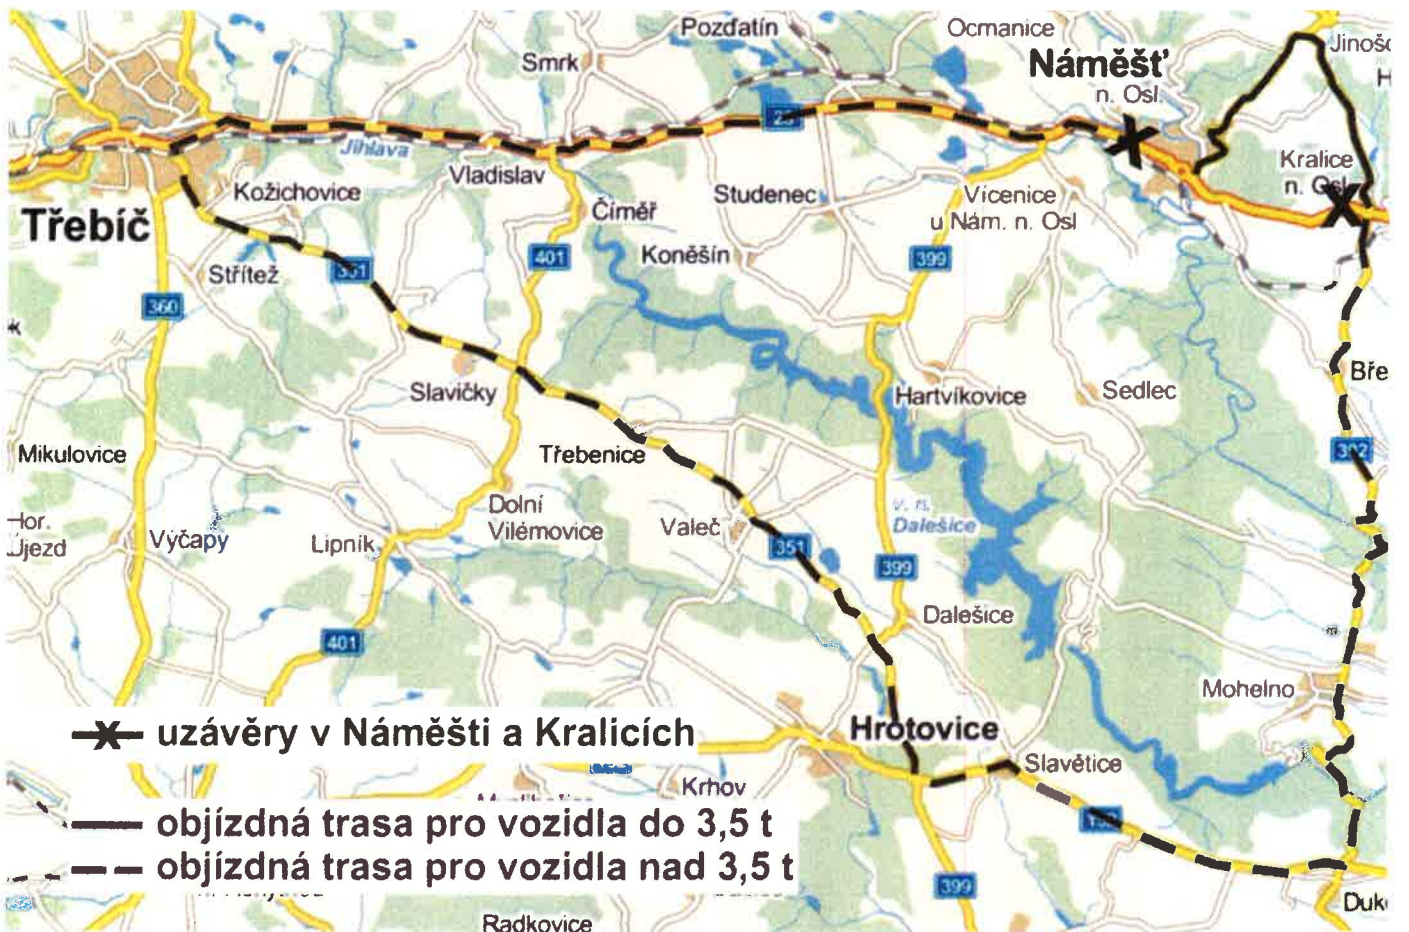 Pozďatín
Ocmanice
Jinoš
Smrk
Náměšť
n. Osl.
H
23
Jihlava
Vladislav
Kralice
n. Osl.
Kožichovice
Studenec
Vícenice
u Nám. n. Osl
Třebíč
Číměř
Koněšín
401
399
Střítež
351
360
k
Slavičky
Hartvíkovice
Sedlec
Bře
Mikulovice
Třebenice
392
Dolní
Vilémovice
Valeč
V. n.
Dalešice
Hor.
Újezd
Výčapy
Lipník
351
399
Dalešice
401
Mohelno
uzávěry v Náměšti a Kralicích
Hrotovice
Slavětice
Krhov
objízdná trasa pro vozidla do 3,5 t
objízdná trasa pro vozidla nad 3,5 t
399
Duk
Radkovice